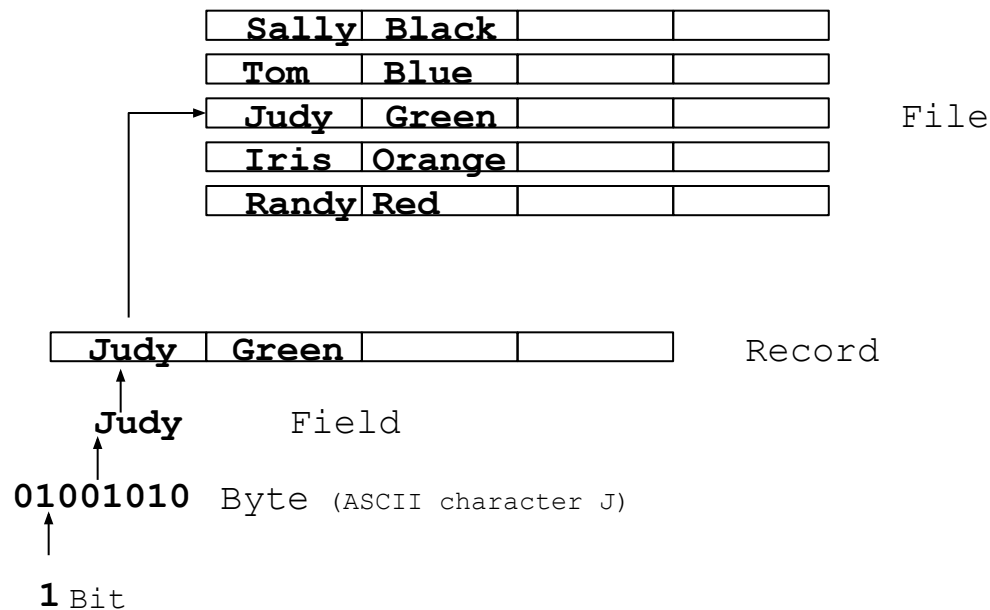 Sally Black
Tom Blue
Judy Green File
Iris Orange
Randy Red
Judy Green Record
Judy Field
01001010 Byte (ASCII character J)
1 Bit